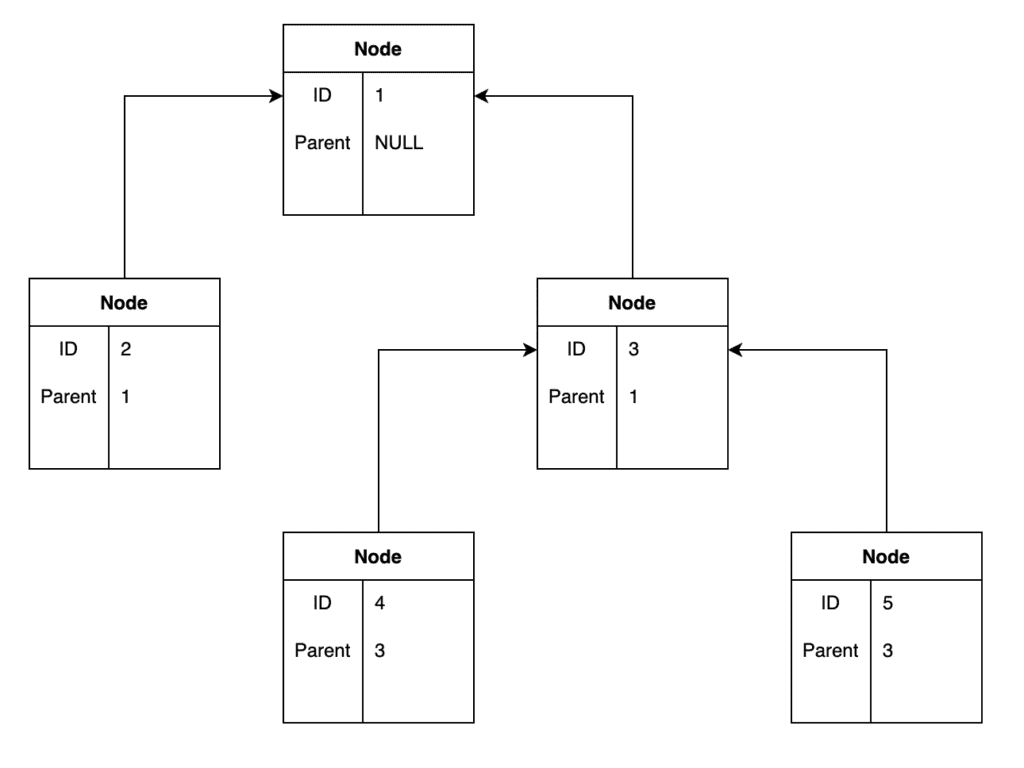 Node
ID 1
Parent NULL
Node
ID 2
Parent 1
Node
ID 3
Parent 1
Node
ID 4
Parent 3
Node
ID 5
Parent 3